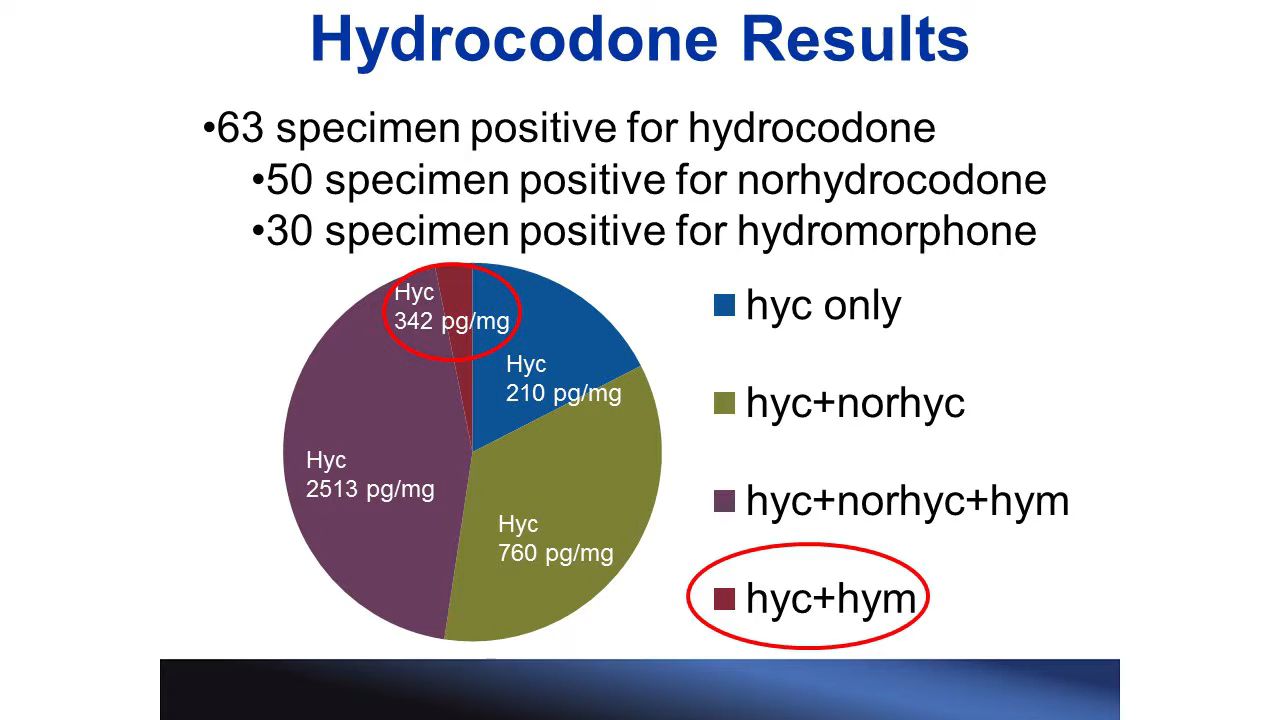 Hydrocodone Results
•63 specimen positive for hydrocodone
•50 specimen positive for norhydrocodone
•30 specimen positive for hydromorphone
Hyc
342 pg/mg
Hyc
210 pg/mg
Hyc
2513 pg/mg
Hyc
760 pg/mg
hyc only
hyc+norhyc
hyc+norhyc+hym
hyc+hym